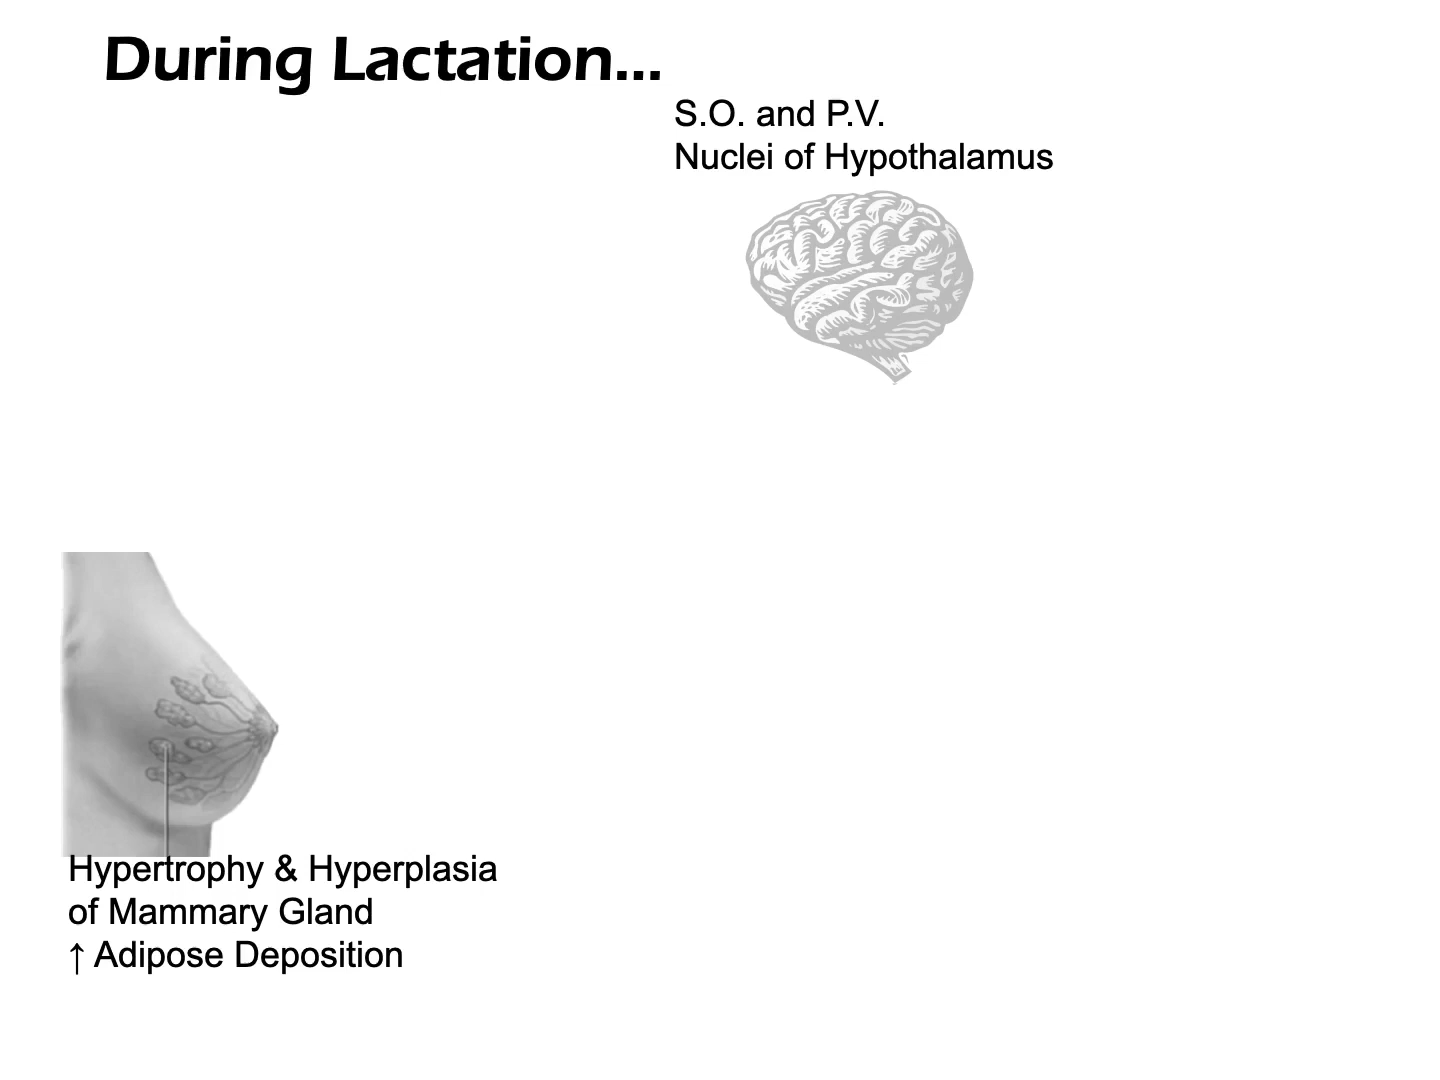 During Lactation...
S.O. and P.V.
Nuclei of Hypothalamus
Hypertrophy & Hyperplasia
of Mammary Gland
↑ Adipose Deposition